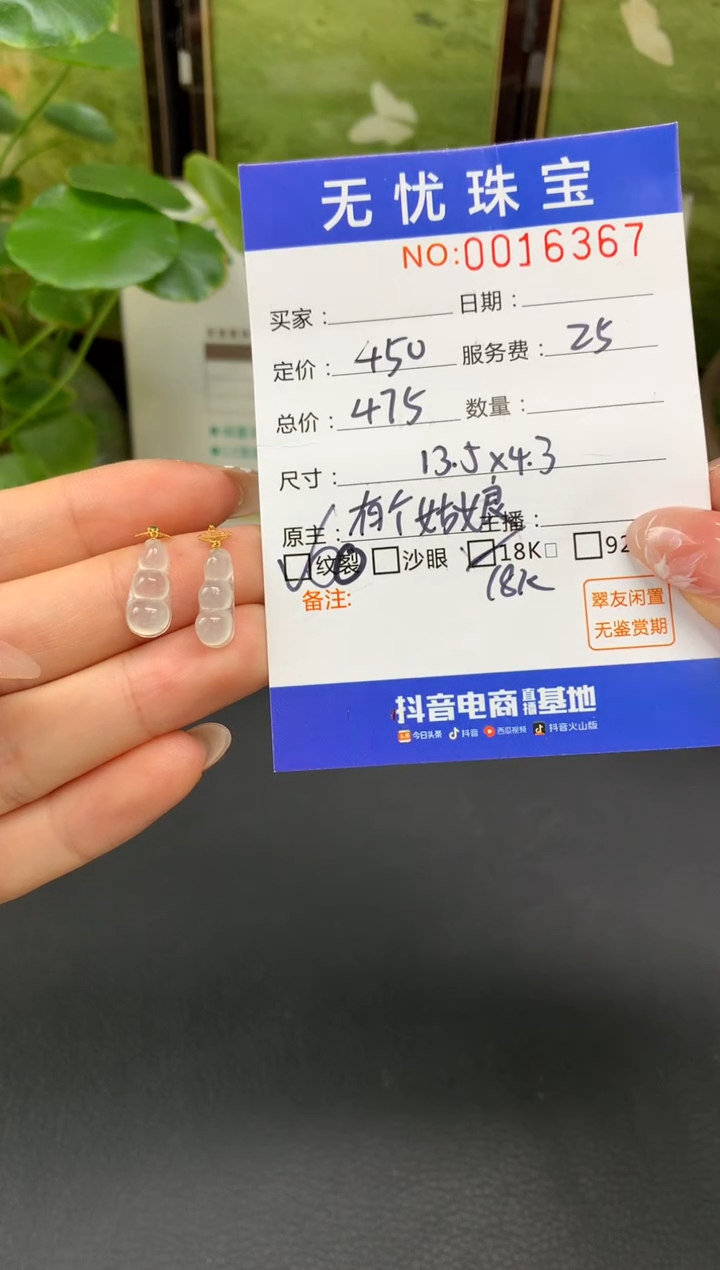 无忧珠宝
NO:0016367
买家： 日期：
定价：450 服务费：25
总价：475 数量：
尺寸：13.5×4.3
原主：有个姑娘 主播：
纹裂 沙眼 18K□ 92
18K
备注:
翠友闲置
无鉴赏期
抖音电商直播基地
今日头条 抖音 西瓜视频 抖音火山版